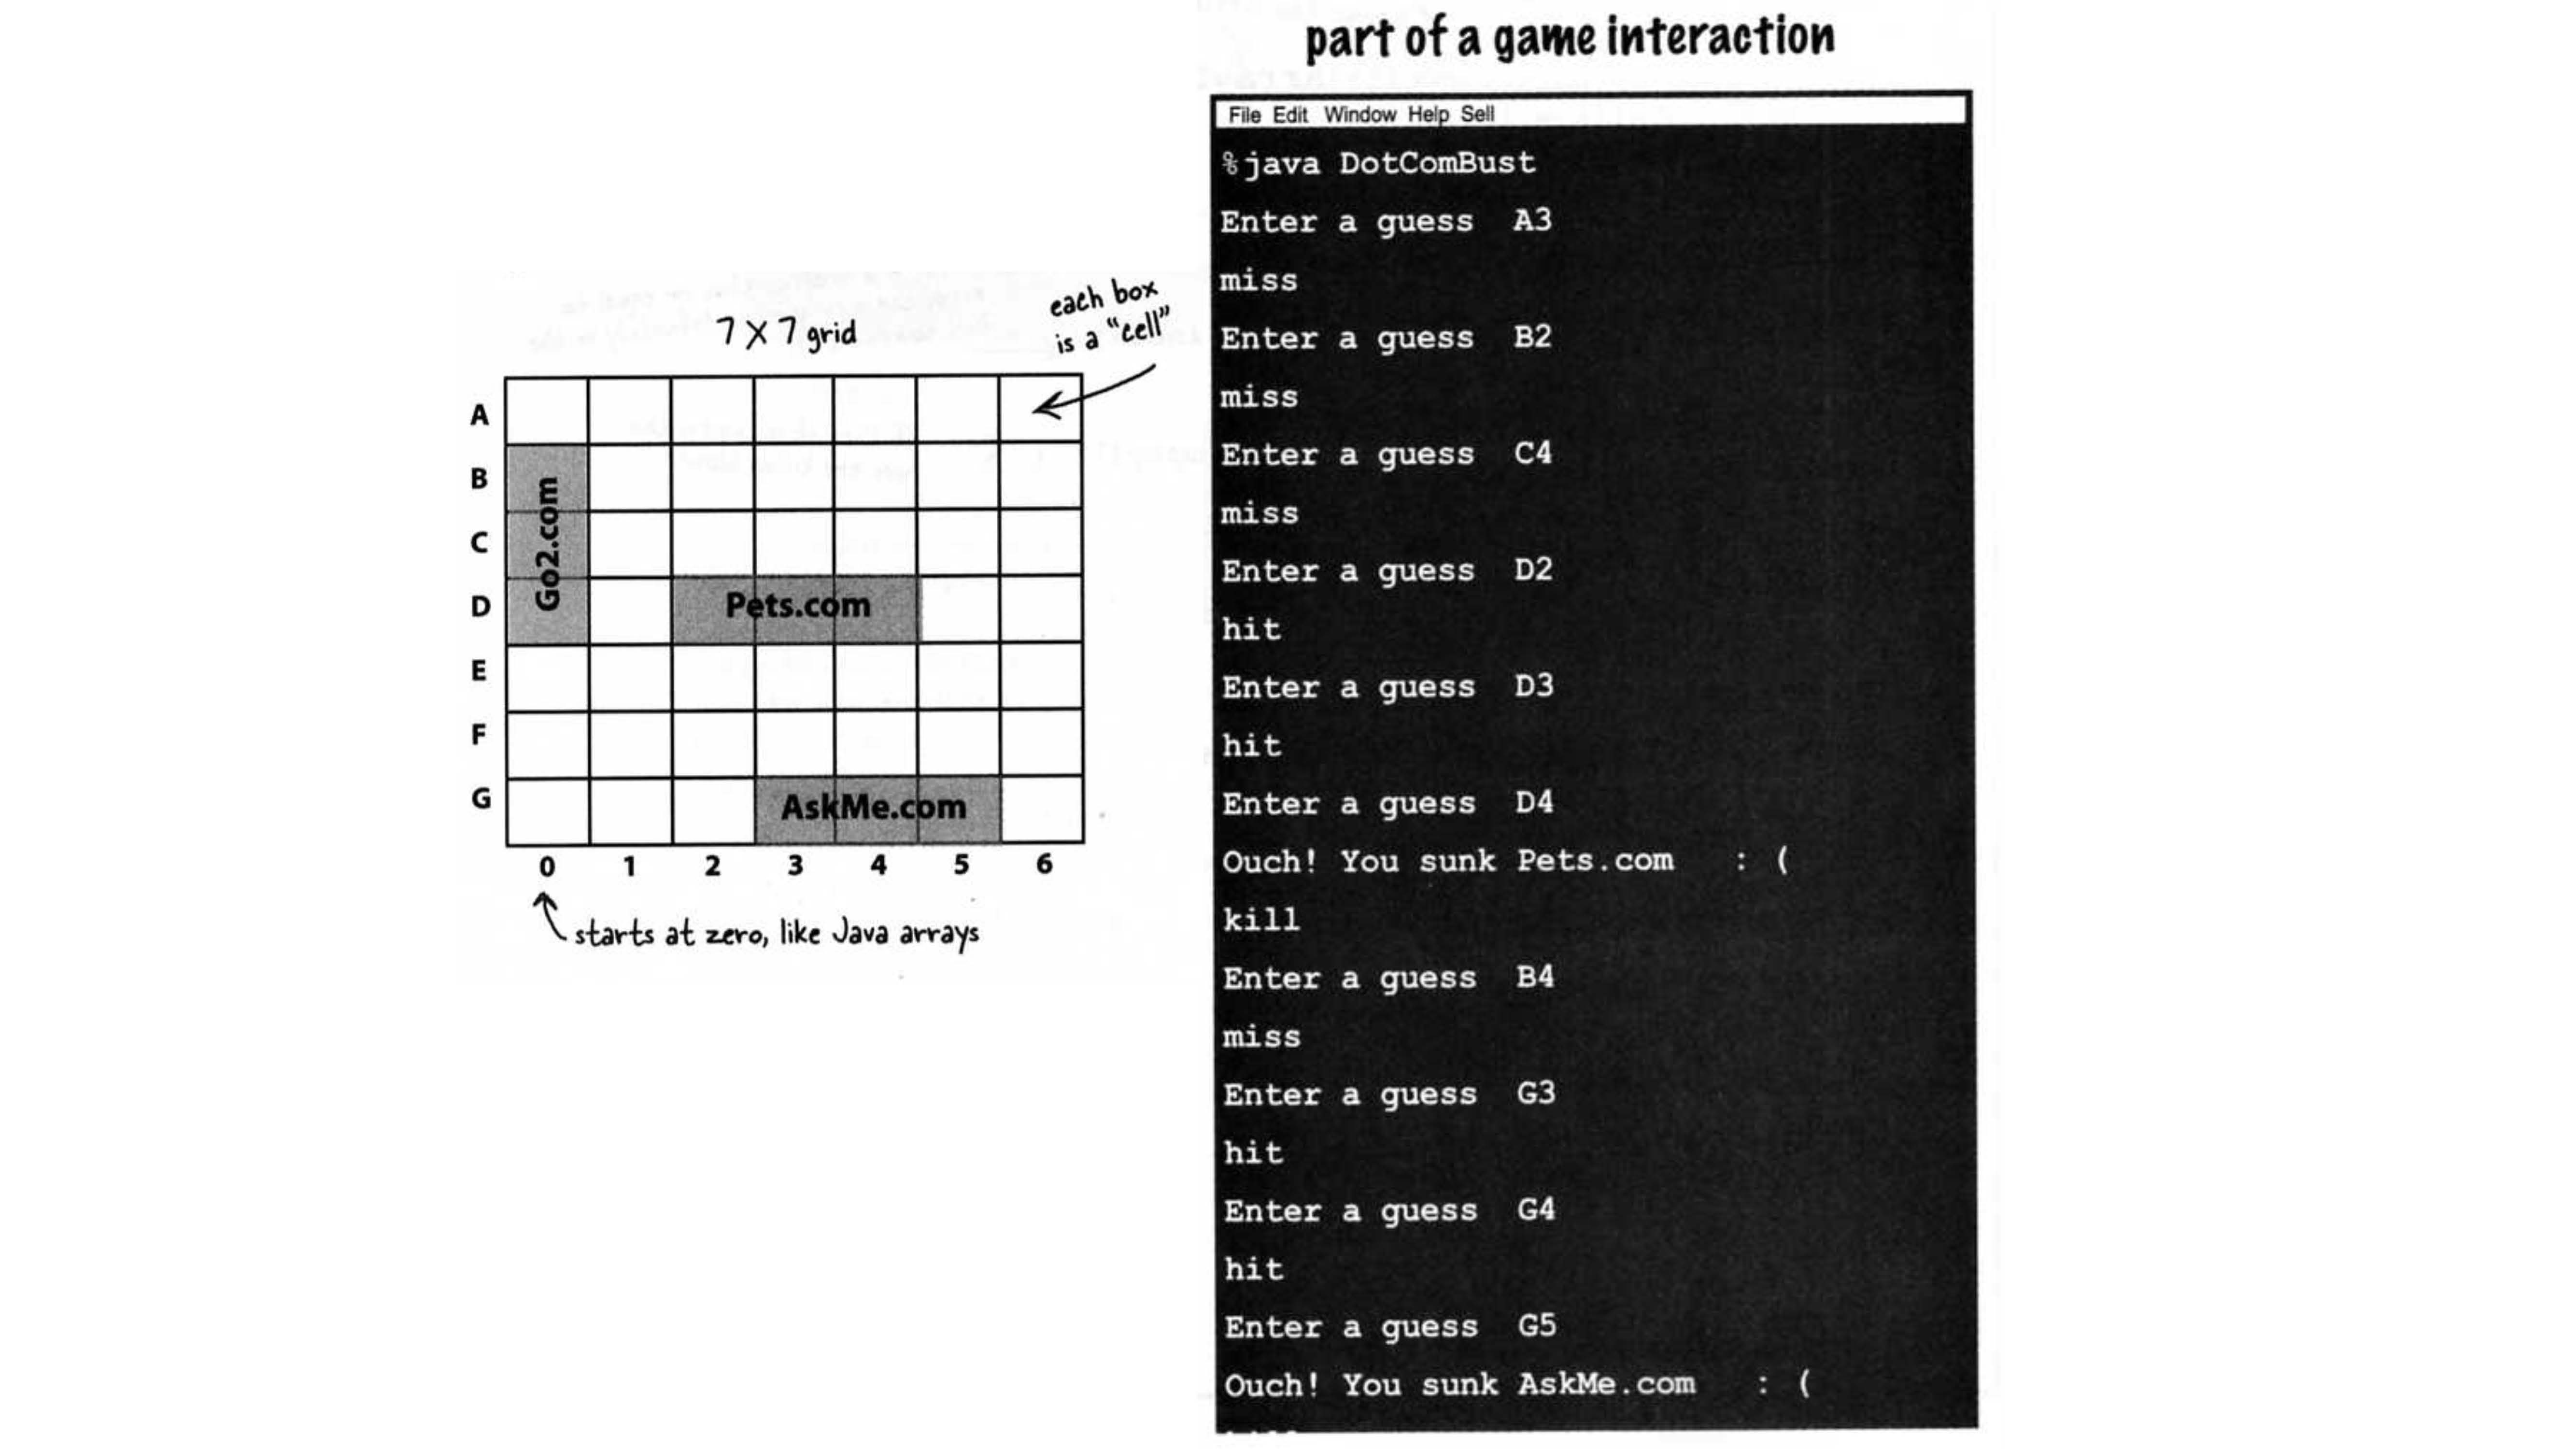 part of a game interaction
File Edit Window Help Sell
%java DotComBust
Enter a guess A3
miss
Enter a guess B2
miss
Enter a guess C4
miss
Enter a guess D2
hit
Enter a guess D3
hit
Enter a guess D4
Ouch! You sunk Pets.com : (
kill
Enter a guess B4
miss
Enter a guess G3
hit
Enter a guess G4
hit
Enter a guess G5
Ouch! You sunk AskMe.com : (
7 X 7 grid
each box
is a "cell"
A
B
C
D
E
F
G
Go2.com
Pets.com
AskMe.com
0 1 2 3 4 5 6
starts at zero, like Java arrays